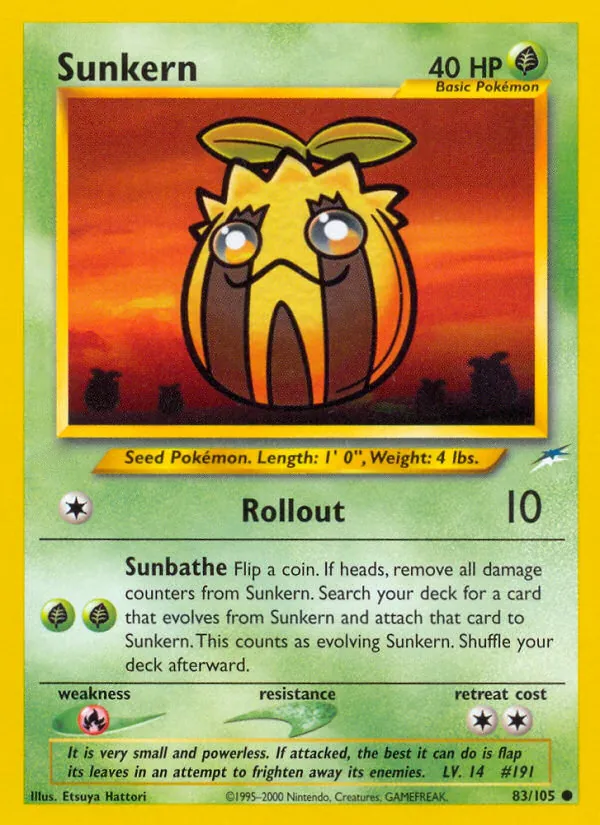 Sunkern
40 HP
Basic Pokémon
Seed Pokémon. Length: 1' 0", Weight: 4 lbs.
Rollout 10
Sunbathe Flip a coin. If heads, remove all damage
counters from Sunkern. Search your deck for a card
that evolves from Sunkern and attach that card to
Sunkern. This counts as evolving Sunkern. Shuffle your
deck afterward.
weakness resistance retreat cost
It is very small and powerless. If attacked, the best it can do is flap
its leaves in an attempt to frighten away its enemies. LV. 14 #191
Illus. Etsuya Hattori ©1995–2000 Nintendo, Creatures, GAMEFREAK. 83/105